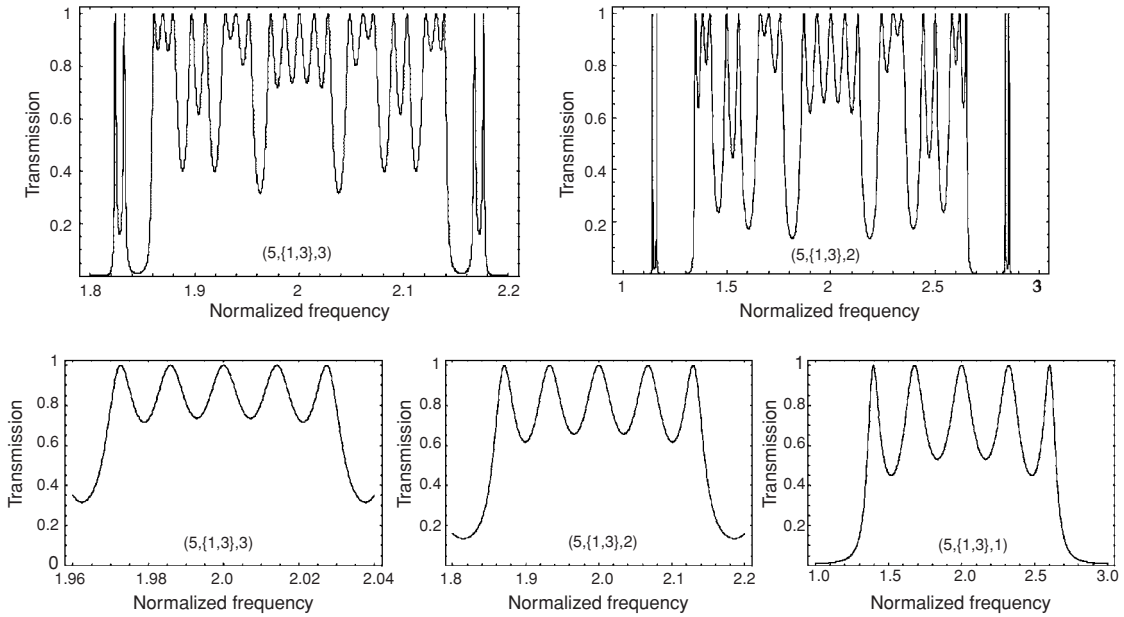 1
0.8
0.6
0.4
0.2
Transmission
(5,{1,3},3)
1.8 1.9 2 2.1 2.2
Normalized frequency
1
0.8
0.6
0.4
0.2
Transmission
(5,{1,3},2)
1 1.5 2 2.5 3
Normalized frequency
1
0.8
0.6
0.4
0.2
0
Transmission
(5,{1,3},3)
1.96 1.98 2.0 2.02 2.04
Normalized frequency
1
0.8
0.6
0.4
0.2
Transmission
(5,{1,3},2)
1.8 1.9 2.0 2.1 2.2
Normalized frequency
1
0.8
0.6
0.4
0.2
0
Transmission
(5,{1,3},1)
1.0 1.5 2.0 2.5 3.0
Normalized frequency